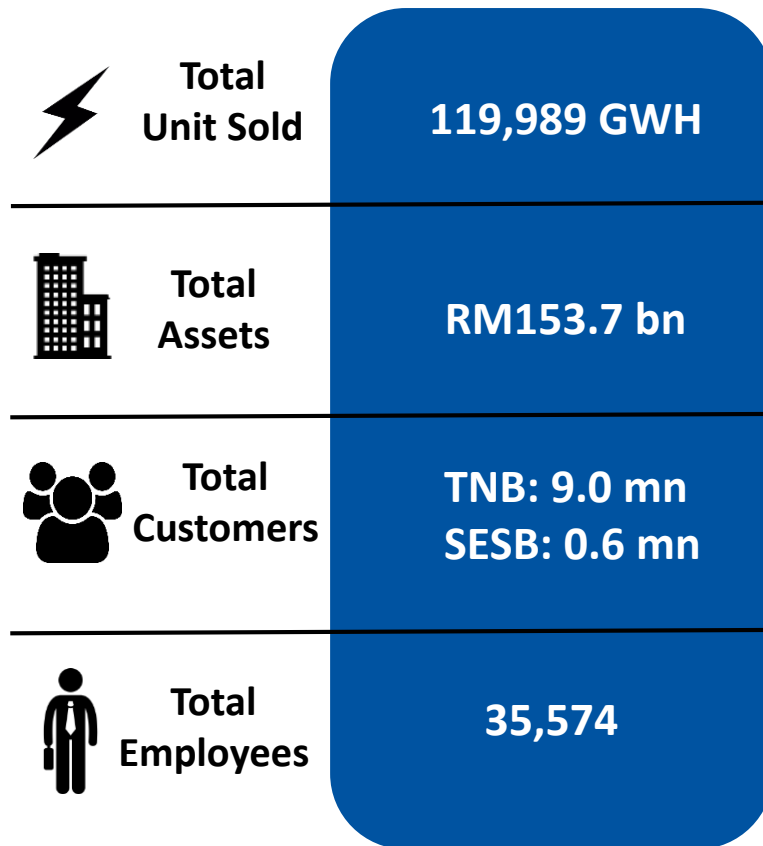 Total
Unit Sold
119,989 GWH
Total
Assets
RM153.7 bn
Total
Customers
TNB: 9.0 mn
SESB: 0.6 mn
Total
Employees
35,574